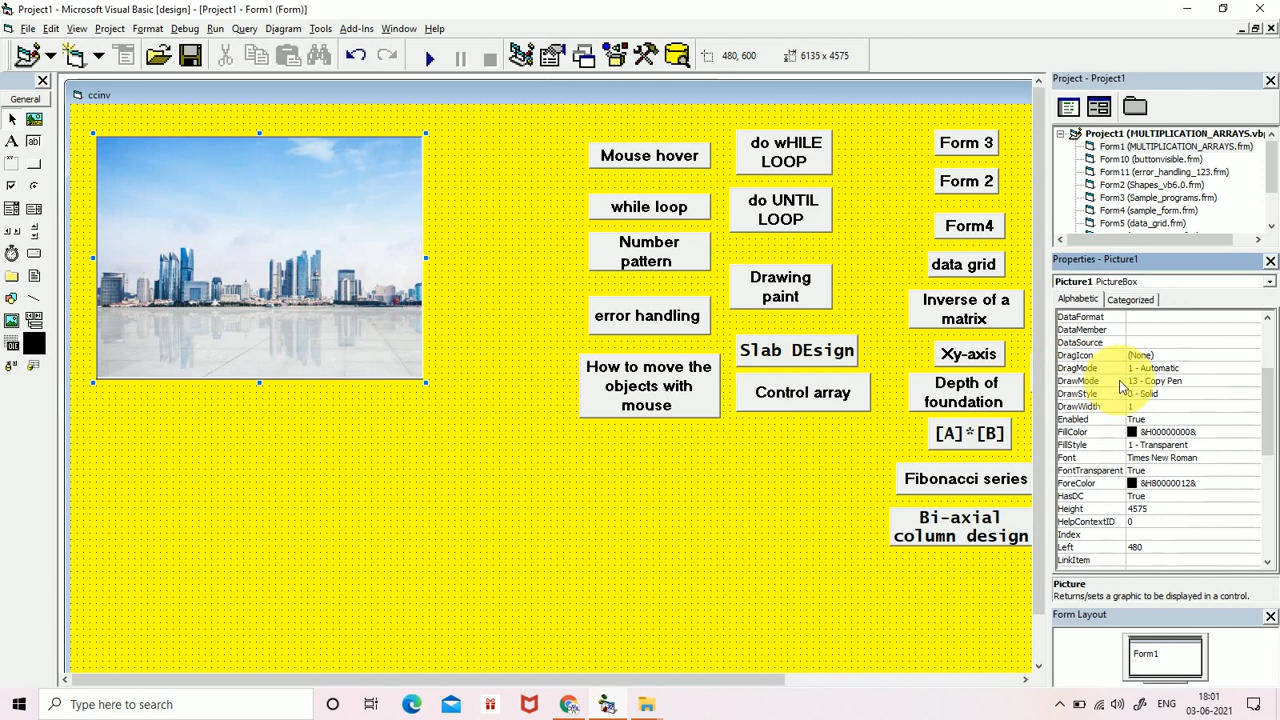 Project1 - Microsoft Visual Basic [design] - [Project1 - Form1 (Form)]
File Edit View Project Format Debug Run Query Diagram Tools Add-Ins Window Help
480, 600 6135 x 4575
General
ccinv
Mouse hover
do wHILE
LOOP
Form 3
Form 2
while loop
do UNTIL
LOOP
Form4
Number
pattern
data grid
Drawing
paint
error handling
Inverse of a
matrix
Slab DEsign
Xy-axis
How to move the
objects with
mouse
Control array
Depth of
foundation
[A]*[B]
Fibonacci series
Bi-axial
column design
Project - Project1
Project1 (MULTIPLICATION_ARRAYS.vb
Form1 (MULTIPLICATION_ARRAYS.frm)
Form10 (buttonvisible.frm)
Form11 (error_handling_123.frm)
Form2 (Shapes_vb6.0.frm)
Form3 (Sample_programs.frm)
Form4 (sample_form.frm)
Form5 (data_grid.frm)
Properties - Picture1
Picture1 PictureBox
Alphabetic Categorized
DataFormat
DataMember
DataSource
DragIcon (None)
DragMode 1 - Automatic
DrawMode 13 - Copy Pen
DrawStyle 0 - Solid
DrawWidth 1
Enabled True
FillColor &H00000000&
FillStyle 1 - Transparent
Font Times New Roman
FontTransparent True
ForeColor &H80000012&
HasDC True
Height 4575
HelpContextID 0
Index
Left 480
LinkItem
Picture
Returns/sets a graphic to be displayed in a control.
Form Layout
Form1
Type here to search
ENG
18:01
03-06-2021